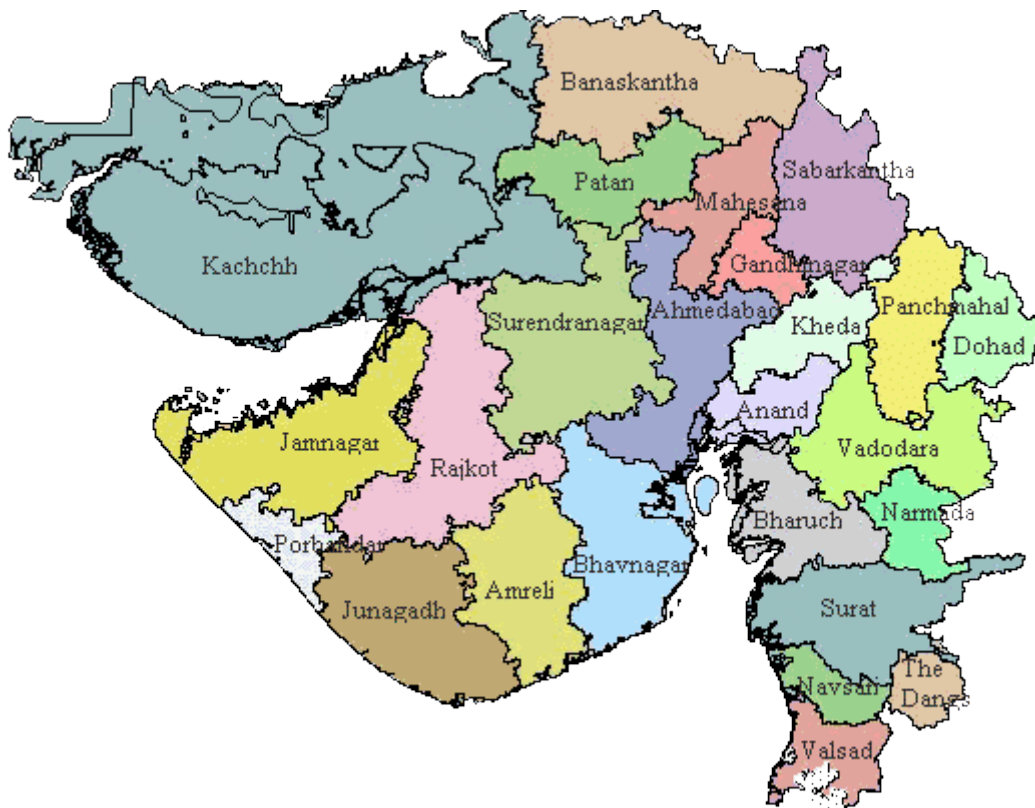 Banaskantha
Patan
Sabarkantha
Mahesana
Kachchh
Gandhinagar
Surendranagar
Ahmedabad
Kheda
Panchmahal
Dohad
Anand
Jamnagar
Rajkot
Vadodara
Bharuch
Narmada
Porbandar
Bhavnagar
Junagadh
Amreli
Surat
The
Dangs
Navsari
Valsad